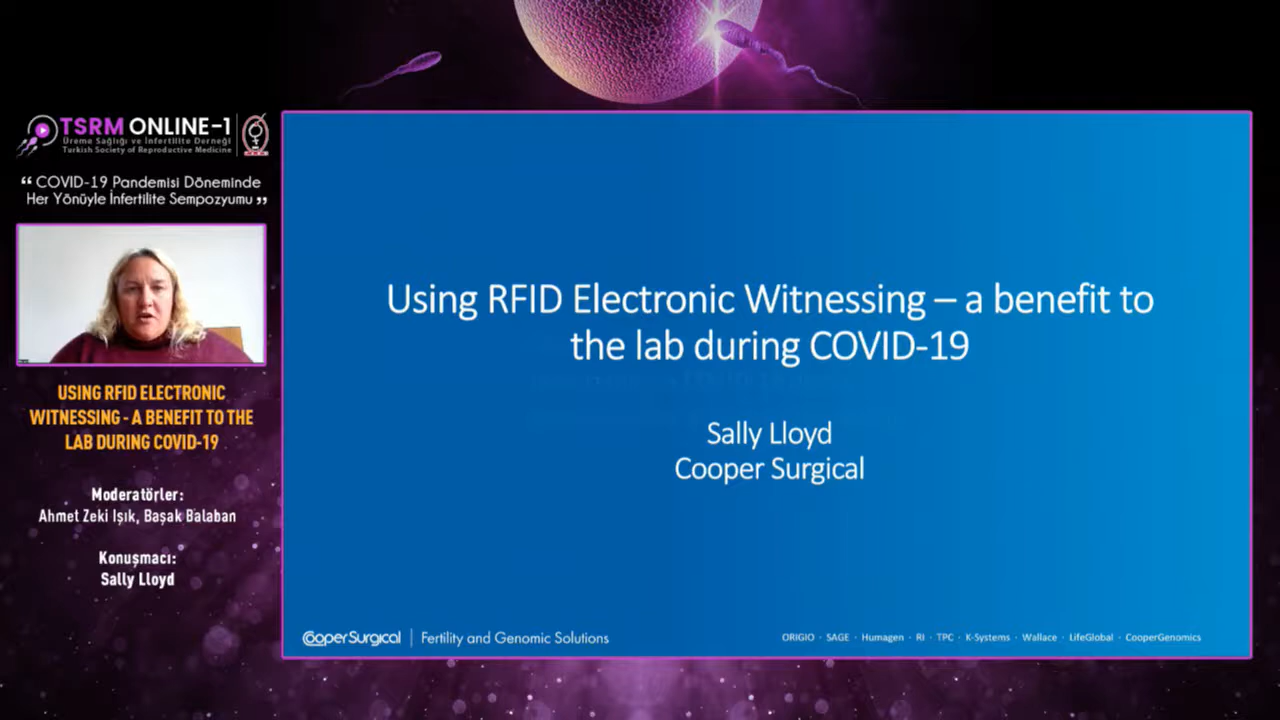 TSRM ONLINE-1
Üreme Sağlığı ve İnfertilite Derneği
Turkish Society of Reproductive Medicine
“ COVID-19 Pandemisi Döneminde
Her Yönüyle İnfertilite Sempozyumu ”
USING RFID ELECTRONIC
WITNESSING - A BENEFIT TO THE
LAB DURING COVID-19
Moderatörler:
Ahmet Zeki Işık, Başak Balaban
Konuşmacı:
Sally Lloyd
Using RFID Electronic Witnessing – a benefit to
the lab during COVID-19
Sally Lloyd
Cooper Surgical
CooperSurgical | Fertility and Genomic Solutions
ORIGIO · SAGE · Humagen · RI · TPC · K-Systems · Wallace · LifeGlobal · CooperGenomics